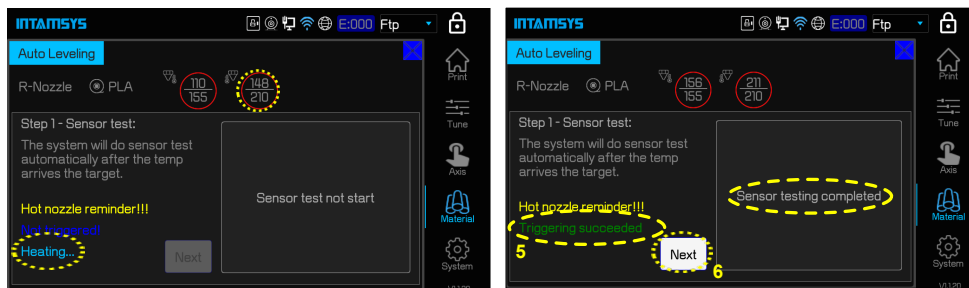 INTAMSYS
E:000 Ftp
Auto Leveling
R-Nozzle PLA 110 155 148 210
Print
Step 1 - Sensor test:
The system will do sensor test
automatically after the temp
arrives the target.
Sensor test not start
Hot nozzle reminder!!!
Not triggered!
Heating...
Next
Tune
Axis
Material
System
V1.1.20
INTAMSYS
E:000 Ftp
Auto Leveling
R-Nozzle PLA 156 155 211 210
Print
Step 1 - Sensor test:
The system will do sensor test
automatically after the temp
arrives the target.
Sensor testing completed
Hot nozzle reminder!!!
Triggering succeeded
5
Next
6
Tune
Axis
Material
System